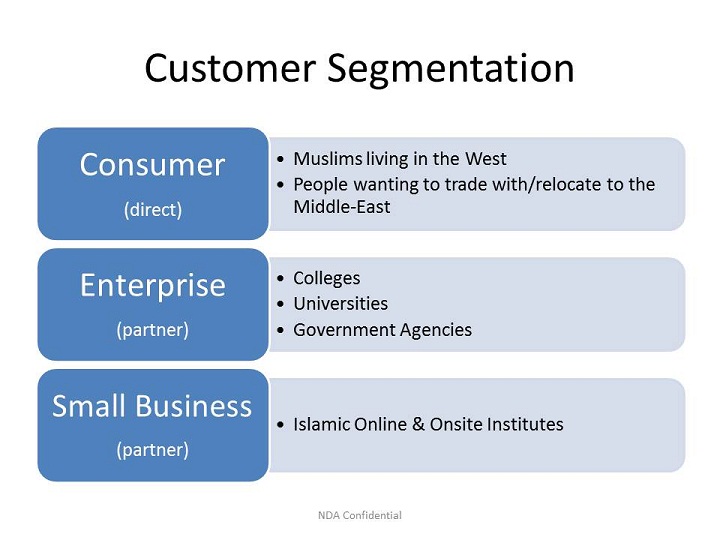 Customer Segmentation
Consumer
(direct)
• Muslims living in the West
• People wanting to trade with/relocate to the
Middle-East
Enterprise
(partner)
• Colleges
• Universities
• Government Agencies
Small Business
(partner)
• Islamic Online & Onsite Institutes
NDA Confidential